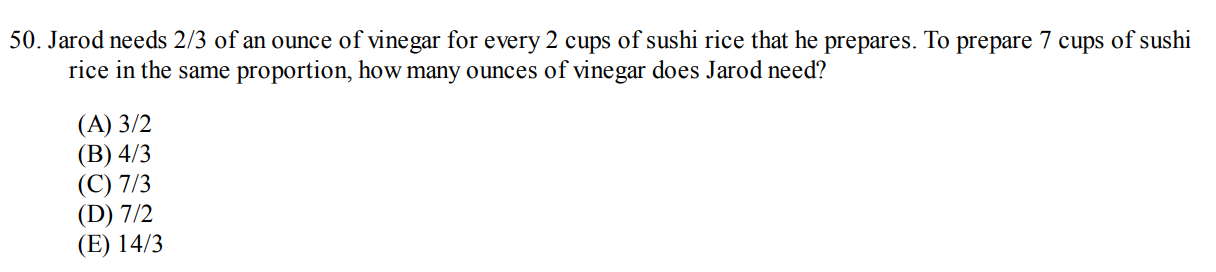 50. Jarod needs 2/3 of an ounce of vinegar for every 2 cups of sushi rice that he prepares. To prepare 7 cups of sushi
rice in the same proportion, how many ounces of vinegar does Jarod need?
(A) 3/2
(B) 4/3
(C) 7/3
(D) 7/2
(E) 14/3